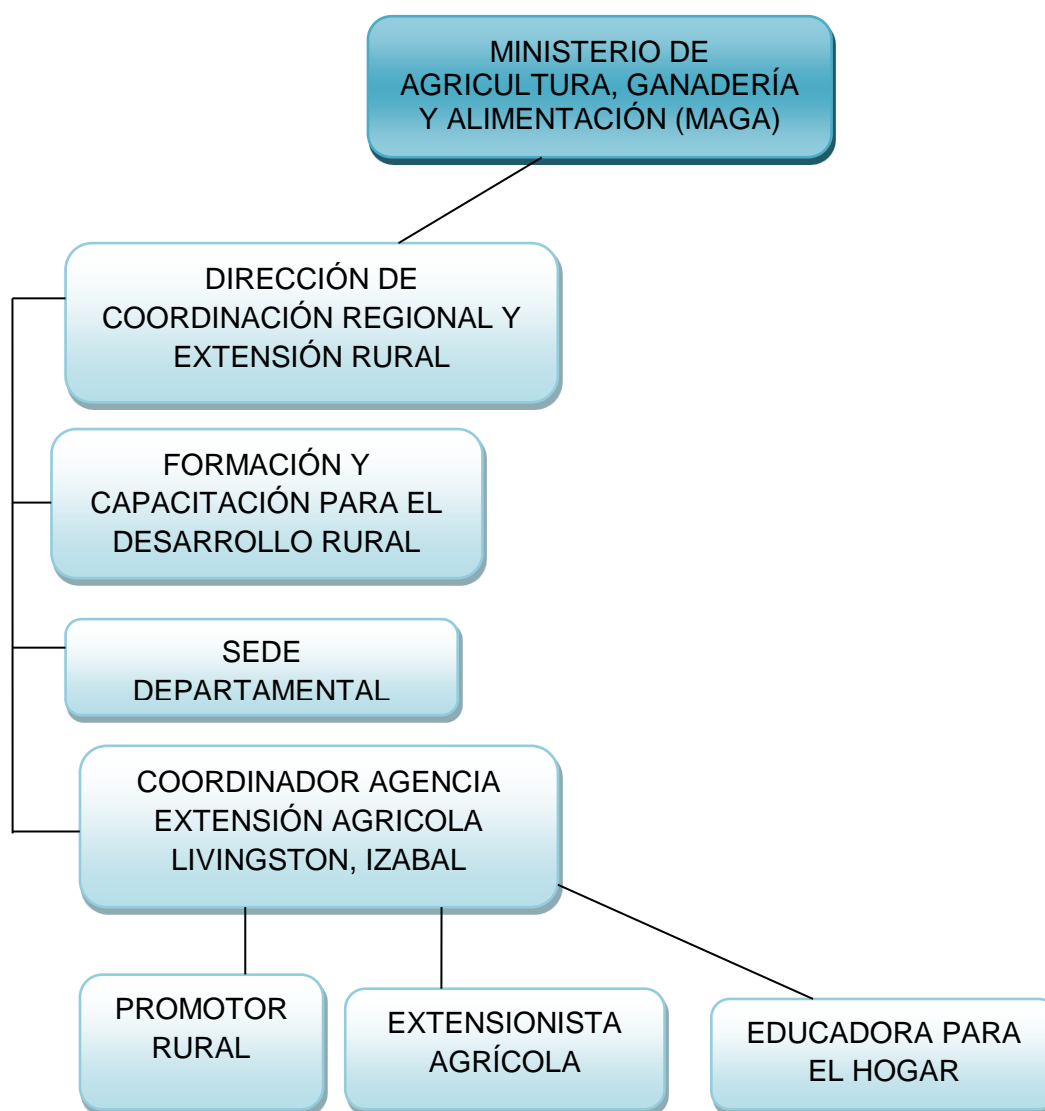 MINISTERIO DE
AGRICULTURA, GANADERÍA
Y ALIMENTACIÓN (MAGA)
DIRECCIÓN DE
COORDINACIÓN REGIONAL Y
EXTENSIÓN RURAL
FORMACIÓN Y
CAPACITACIÓN PARA EL
DESARROLLO RURAL
SEDE
DEPARTAMENTAL
COORDINADOR AGENCIA
EXTENSIÓN AGRICOLA
LIVINGSTON, IZABAL
PROMOTOR
RURAL
EXTENSIONISTA
AGRÍCOLA
EDUCADORA PARA
EL HOGAR